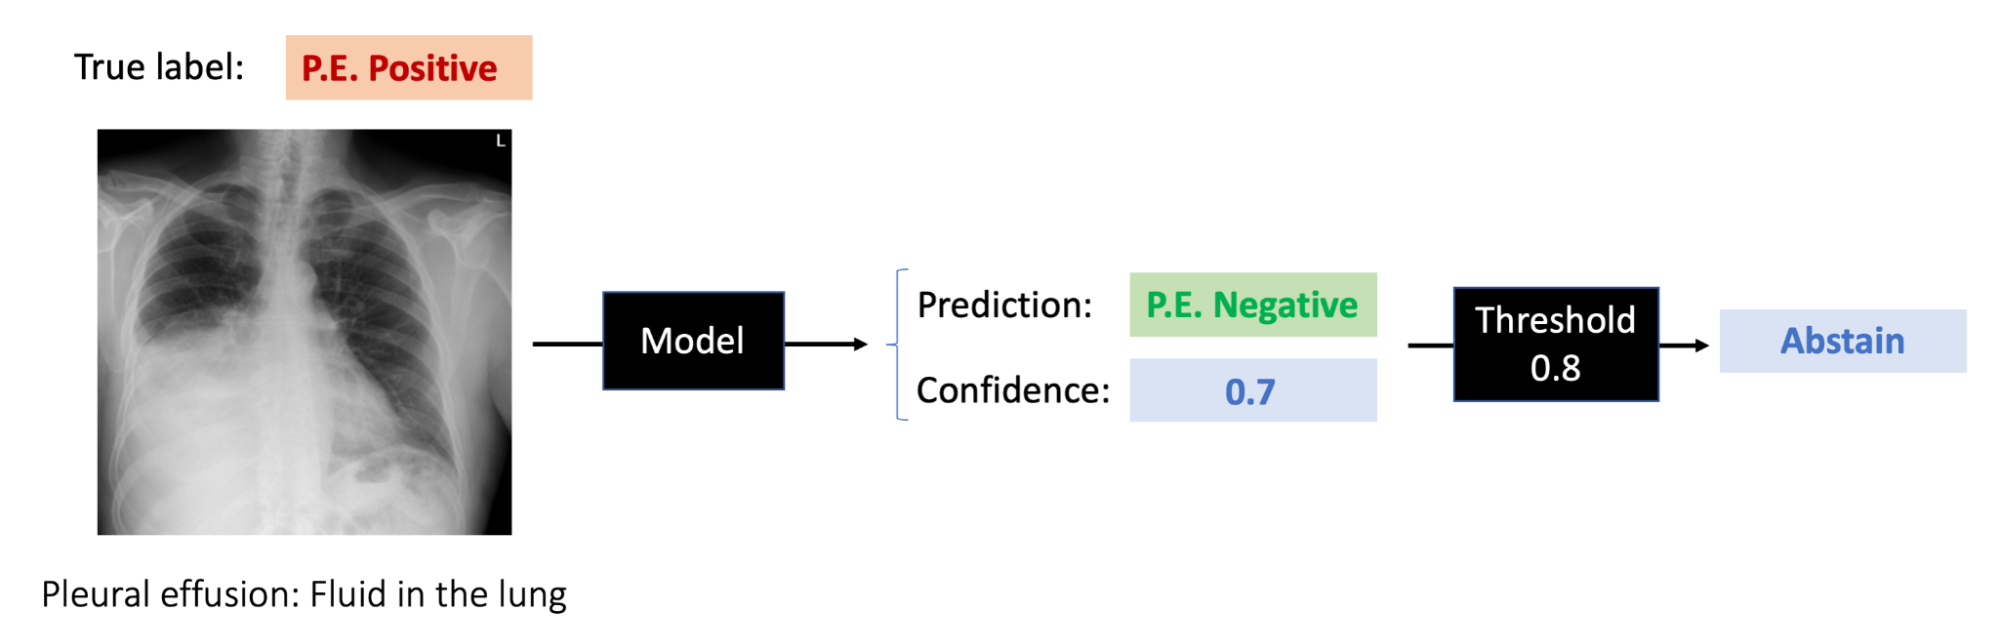 True label: P.E. Positive
L
Model
Prediction: P.E. Negative
Confidence: 0.7
Threshold
0.8
Abstain
Pleural effusion: Fluid in the lung